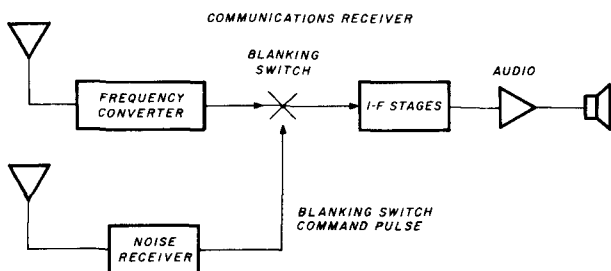 COMMUNICATIONS RECEIVER
BLANKING
SWITCH
AUDIO
FREQUENCY
CONVERTER
I-F STAGES
BLANKING SWITCH
COMMAND PULSE
NOISE
RECEIVER